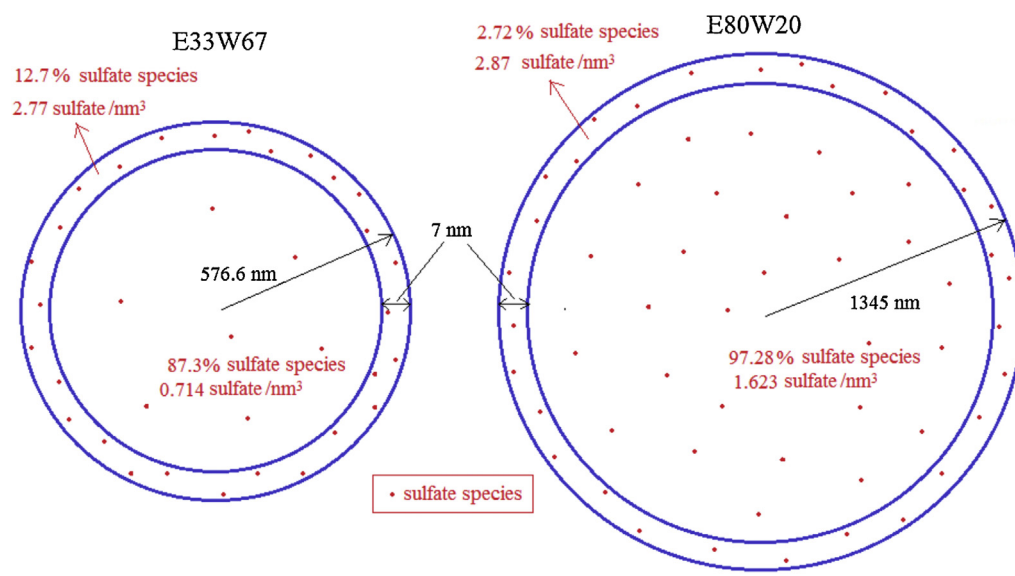 E33W67
12.7% sulfate species
2.77 sulfate/nm³
576.6 nm
87.3% sulfate species
0.714 sulfate/nm³
7 nm
sulfate species
E80W20
2.72% sulfate species
2.87 sulfate/nm³
1345 nm
97.28% sulfate species
1.623 sulfate/nm³